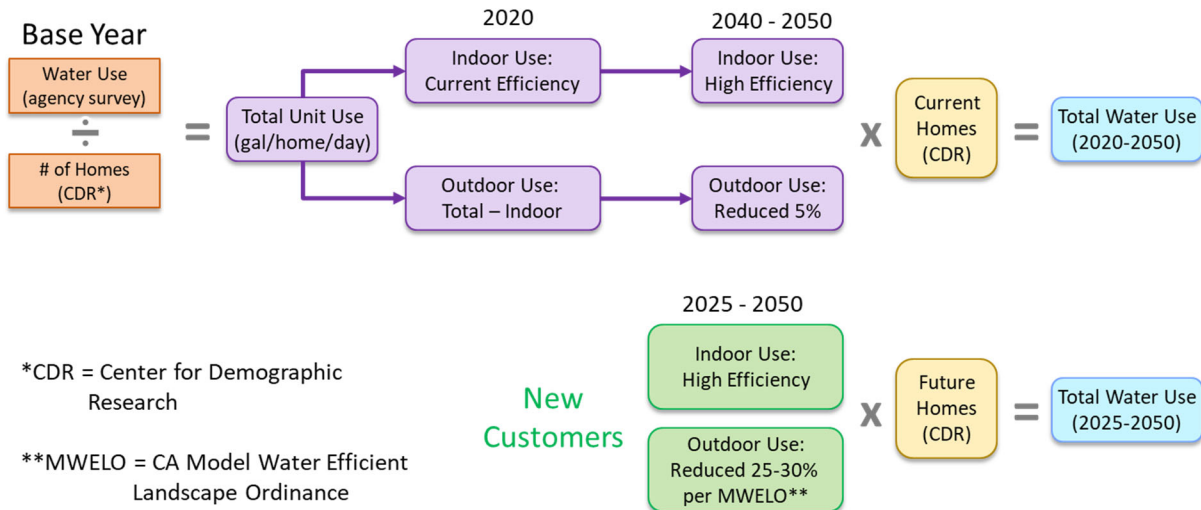 Base Year
Water Use
(agency survey)
÷
# of Homes
(CDR*)
=
Total Unit Use
(gal/home/day)
2020
Indoor Use:
Current Efficiency
Outdoor Use:
Total – Indoor
2040 - 2050
Indoor Use:
High Efficiency
Outdoor Use:
Reduced 5%
x
Current
Homes
(CDR)
=
Total Water Use
(2020-2050)
New
Customers
2025 - 2050
Indoor Use:
High Efficiency
Outdoor Use:
Reduced 25-30%
per MWELO**
x
Future
Homes
(CDR)
=
Total Water Use
(2025-2050)
*CDR = Center for Demographic
Research
**MWELO = CA Model Water Efficient
Landscape Ordinance